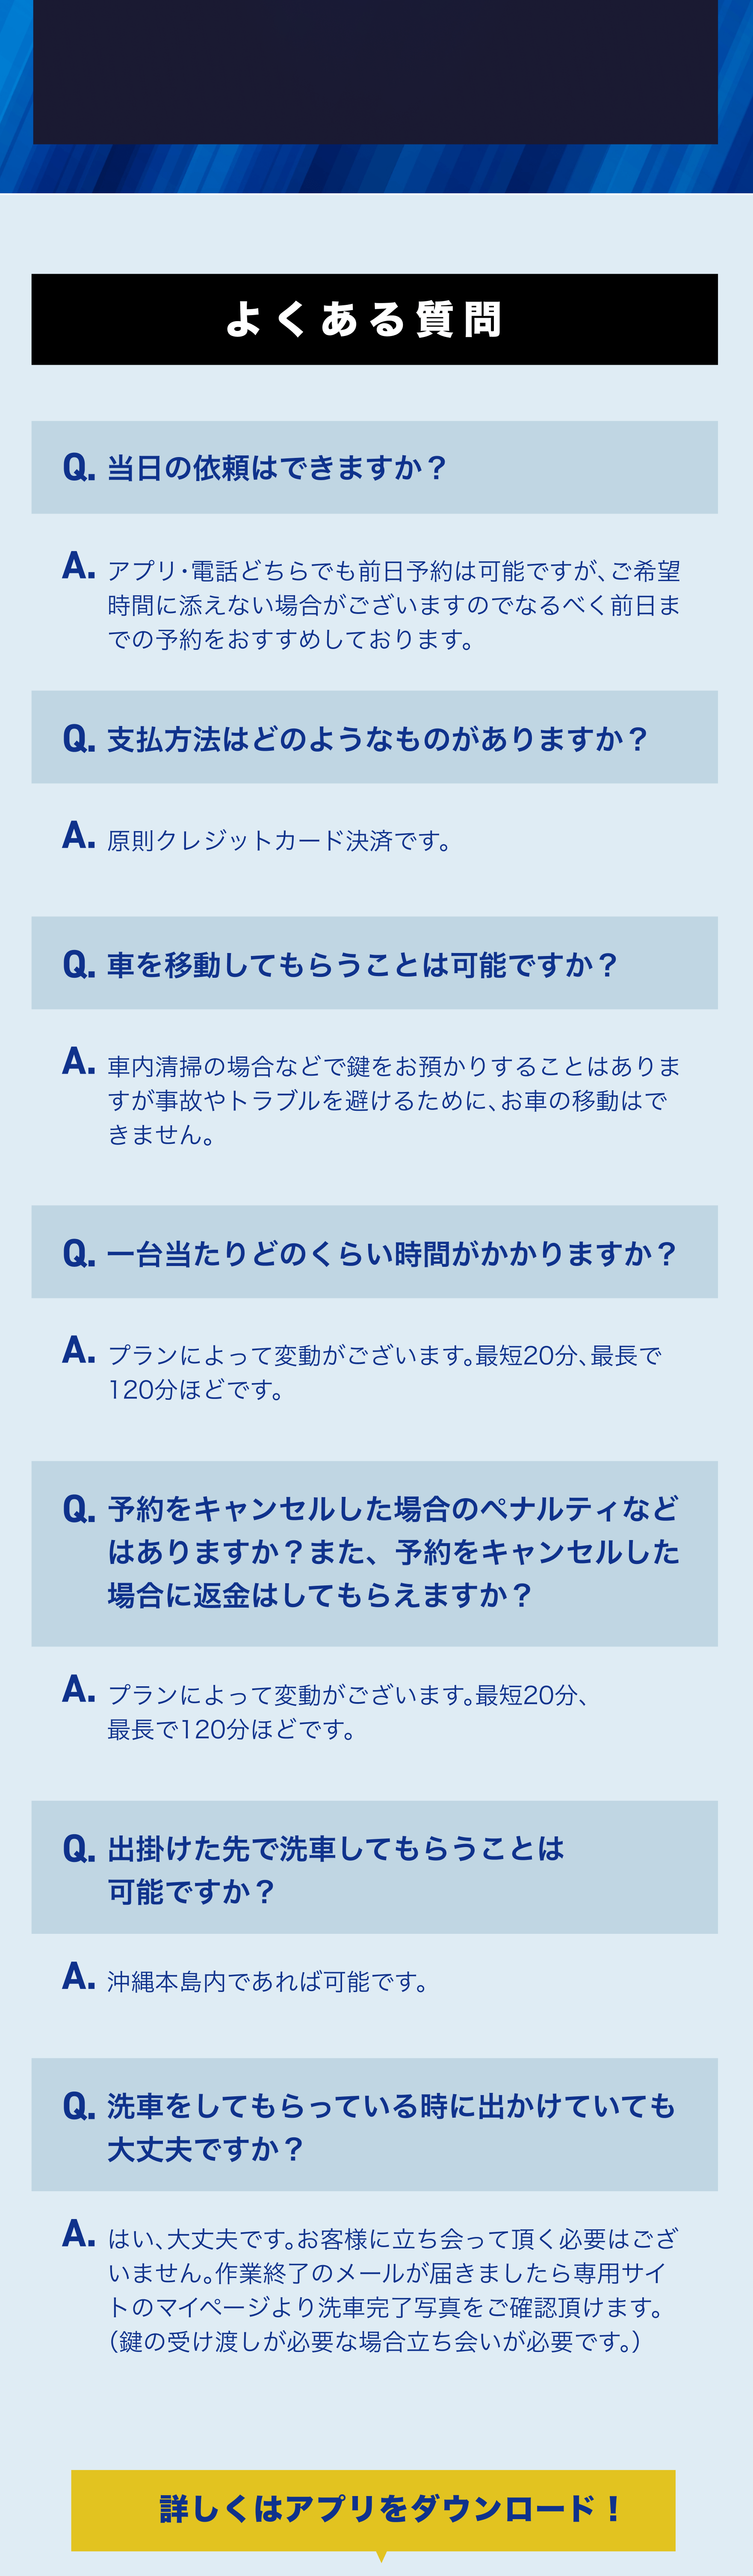 よくある質問
Q. 当日の依頼はできますか？
A. アプリ・電話どちらでも前日予約は可能ですが、ご希望
時間に添えない場合がございますのでなるべく前日ま
での予約をおすすめしております。
Q. 支払方法はどのようなものがありますか？
A. 原則クレジットカード決済です。
Q. 車を移動してもらうことは可能ですか？
A. 車内清掃の場合などで鍵をお預かりすることはありま
すが事故やトラブルを避けるために、お車の移動はで
きません。
Q. 一台当たりどのくらい時間がかかりますか？
A. プランによって変動がございます。最短20分、最長で
120分ほどです。
Q. 予約をキャンセルした場合のペナルティなど
はありますか？また、予約をキャンセルした
場合に返金はしてもらえますか？
A. プランによって変動がございます。最短20分、
最長で120分ほどです。
Q. 出掛けた先で洗車してもらうことは
可能ですか？
A. 沖縄本島内であれば可能です。
Q. 洗車をしてもらっている時に出かけていても
大丈夫ですか？
A. はい、大丈夫です。お客様に立ち会って頂く必要はござ
いません。作業終了のメールが届きましたら専用サイ
トのマイページより洗車完了写真をご確認頂けます。
（鍵の受け渡しが必要な場合立ち会いが必要です。）
詳しくはアプリをダウンロード！